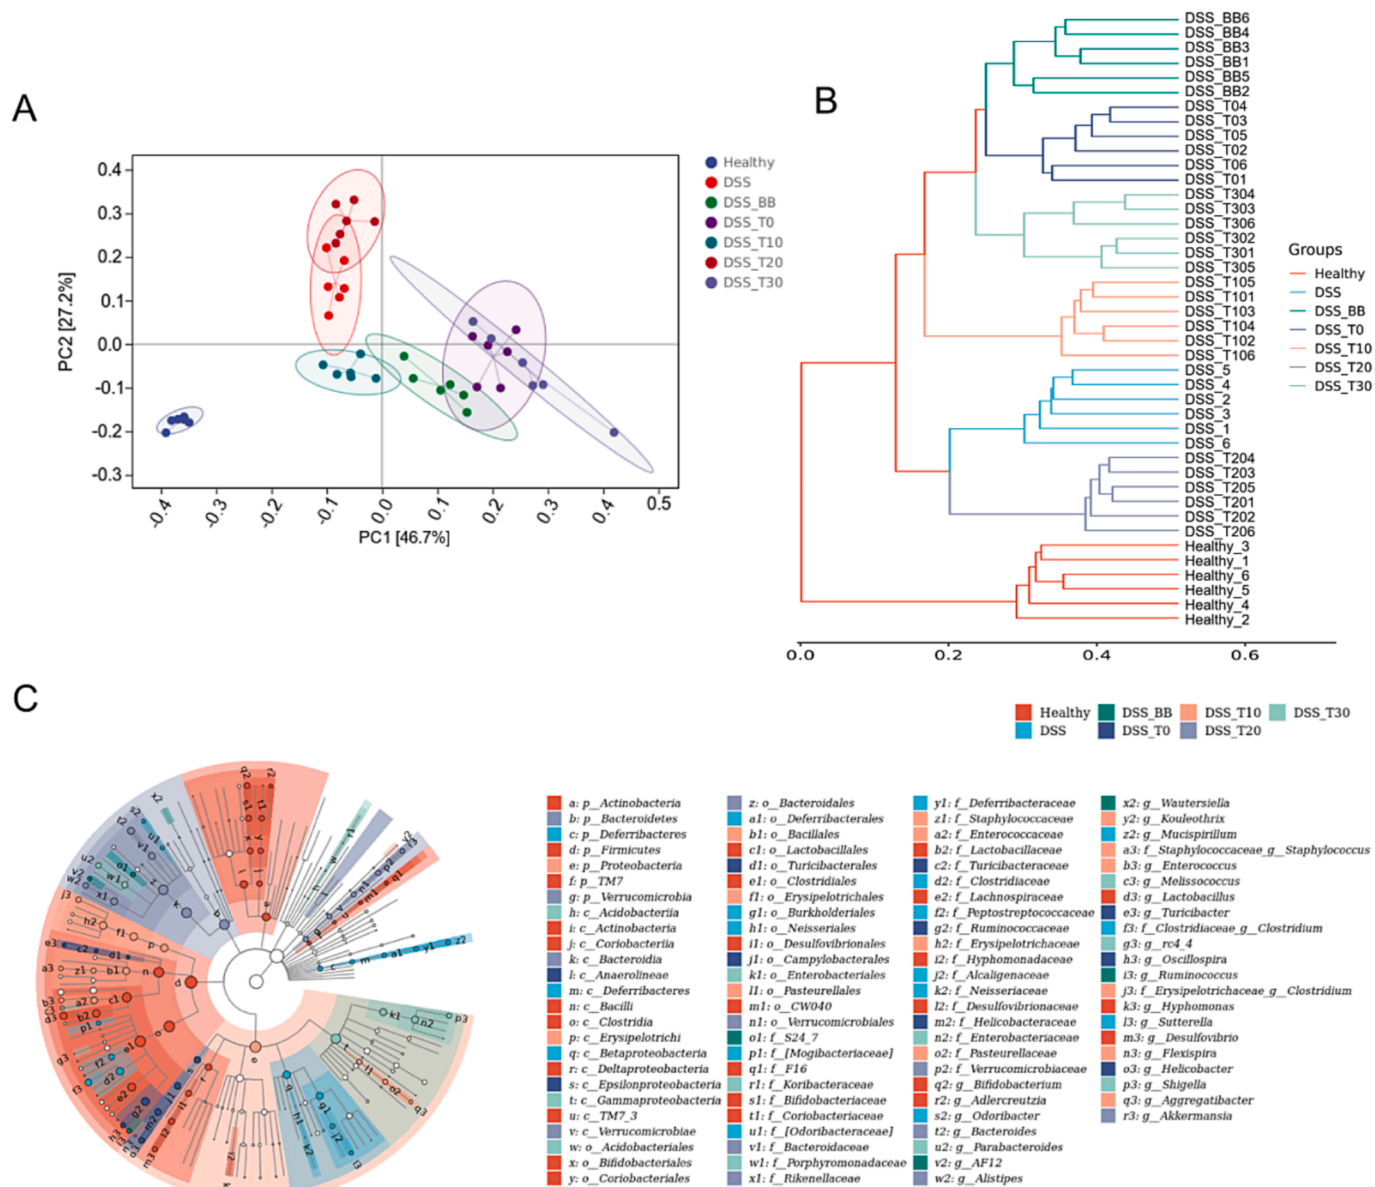 A
0.4
0.3
0.2
0.1
0.0
-0.1
-0.2
-0.3
PC2 [27.2%]
-0.4
-0.3
-0.2
-0.1
0.0
0.1
0.2
0.3
0.4
0.5
PC1 [46.7%]
Healthy
DSS
DSS_BB
DSS_T0
DSS_T10
DSS_T20
DSS_T30
B
DSS_BB6
DSS_BB4
DSS_BB3
DSS_BB1
DSS_BB5
DSS_BB2
DSS_T04
DSS_T03
DSS_T05
DSS_T02
DSS_T06
DSS_T01
DSS_T304
DSS_T303
DSS_T306
DSS_T302
DSS_T301
DSS_T305
DSS_T105
DSS_T101
DSS_T103
DSS_T104
DSS_T102
DSS_T106
DSS_5
DSS_4
DSS_2
DSS_3
DSS_1
DSS_6
DSS_T204
DSS_T203
DSS_T205
DSS_T201
DSS_T202
DSS_T206
Healthy_3
Healthy_1
Healthy_6
Healthy_5
Healthy_4
Healthy_2
0.0 0.2 0.4 0.6
Groups
Healthy
DSS
DSS_BB
DSS_T0
DSS_T10
DSS_T20
DSS_T30
C
Healthy DSS_BB DSS_T10 DSS_T30
DSS DSS_T0 DSS_T20
a: p__Actinobacteria
b: p__Bacteroidetes
c: p__Deferribacteres
d: p__Firmicutes
e: p__Proteobacteria
f: p__TM7
g: p__Verrucomicrobia
h: c__Acidobacteriia
i: c__Actinobacteria
j: c__Coriobacteriia
k: c__Bacteroidia
l: c__Anaerolineae
m: c__Deferribacteres
n: c__Bacilli
o: c__Clostridia
p: c__Erysipelotrichi
q: c__Betaproteobacteria
r: c__Deltaproteobacteria
s: c__Epsilonproteobacteria
t: c__Gammaproteobacteria
u: c__TM7_3
v: c__Verrucomicrobiae
w: o__Acidobacteriales
x: o__Bifidobacteriales
y: o__Coriobacteriales
z: o__Bacteroidales
a1: o__Deferribacterales
b1: o__Bacillales
c1: o__Lactobacillales
d1: o__Turicibacterales
e1: o__Clostridiales
f1: o__Erysipelotrichales
g1: o__Burkholderiales
h1: o__Neisseriales
i1: o__Desulfovibrionales
j1: o__Campylobacterales
k1: o__Enterobacteriales
l1: o__Pasteurellales
m1: o__CW040
n1: o__Verrucomicrobiales
o1: f__S24_7
p1: f__[Mogibacteriaceae]
q1: f__F16
r1: f__Koribacteraceae
s1: f__Bifidobacteriaceae
t1: f__Coriobacteriaceae
u1: f__[Odoribacteraceae]
v1: f__Bacteroidaceae
w1: f__Porphyromonadaceae
x1: f__Rikenellaceae
y1: f__Deferribacteraceae
z1: f__Staphylococcaceae
a2: f__Enterococcaceae
b2: f__Lactobacillaceae
c2: f__Turicibacteraceae
d2: f__Clostridiaceae
e2: f__Lachnospiraceae
f2: f__Peptostreptococcaceae
g2: f__Ruminococcaceae
h2: f__Erysipelotrichaceae
i2: f__Hyphomonadaceae
j2: f__Alcaligenaceae
k2: f__Neisseriaceae
l2: f__Desulfovibrionaceae
m2: f__Helicobacteraceae
n2: f__Enterobacteriaceae
o2: f__Pasteurellaceae
p2: f__Verrucomicrobiaceae
q2: g__Bifidobacterium
r2: g__Adlercreutzia
s2: g__Odoribacter
t2: g__Bacteroides
u2: g__Parabacteroides
v2: g__AF12
w2: g__Alistipes
x2: g__Wautersiella
y2: g__Kouleothrix
z2: g__Mucispirillum
a3: f__Staphylococcaceae_g__Staphylococcus
b3: g__Enterococcus
c3: g__Melissococcus
d3: g__Lactobacillus
e3: g__Turicibacter
f3: f__Clostridiaceae_g__Clostridium
g3: g__rc4_4
h3: g__Oscillospira
i3: g__Ruminococcus
j3: f__Erysipelotrichaceae_g__Clostridium
k3: g__Hyphomonas
l3: g__Sutterella
m3: g__Desulfovibrio
n3: g__Flexispira
o3: g__Helicobacter
p3: g__Shigella
q3: g__Aggregatibacter
r3: g__Akkermansia